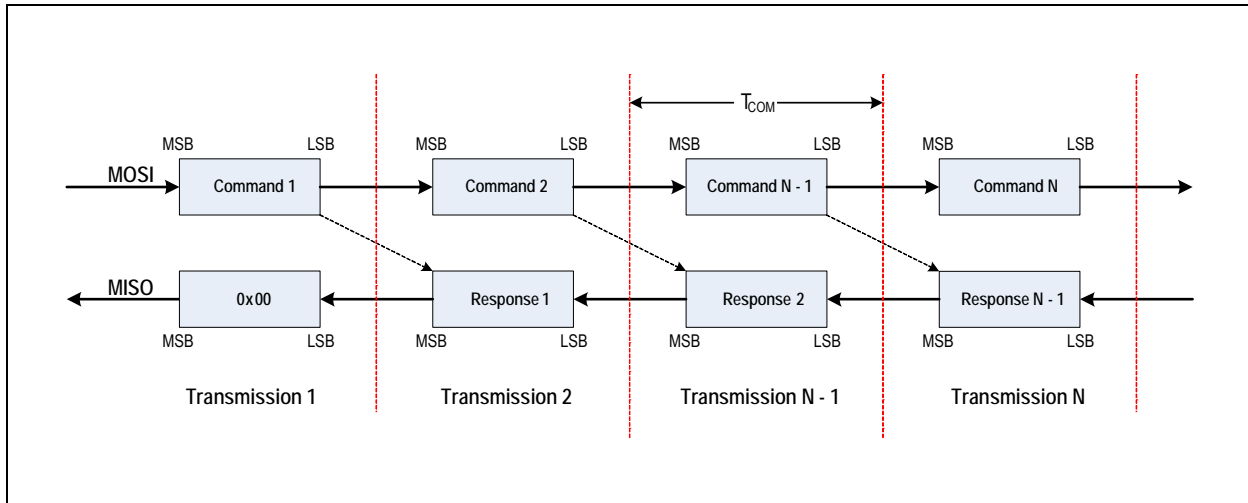 T_COM
MSB LSB MSB LSB MSB LSB MSB LSB
MOSI Command 1 Command 2 Command N - 1 Command N
MISO 0x00 Response 1 Response 2 Response N - 1
MSB LSB MSB LSB MSB LSB MSB LSB
Transmission 1 Transmission 2 Transmission N - 1 Transmission N